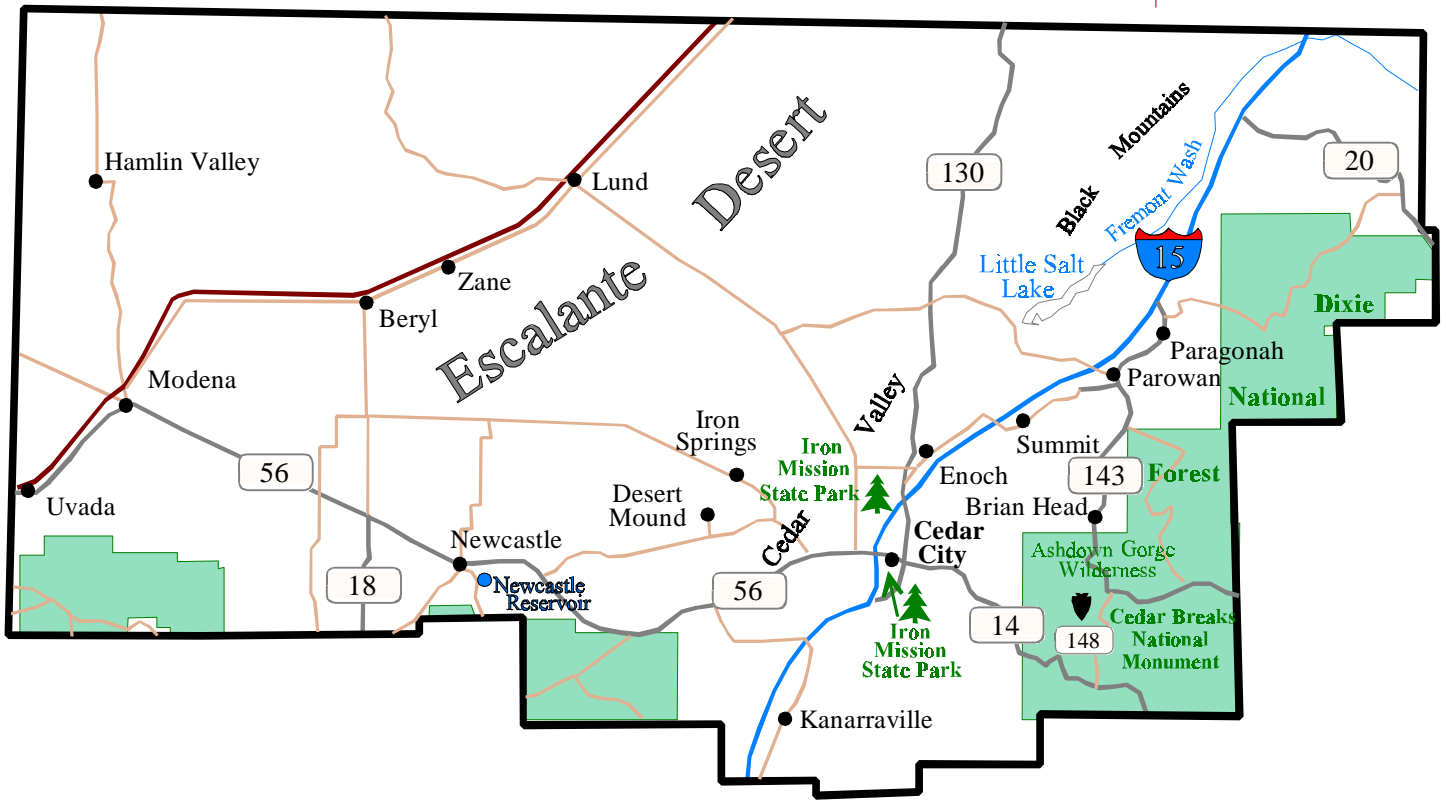 Desert
Black Mountains
Fremont Wash
20
130
Hamlin Valley
Lund
15
Little Salt
Lake
Zane
Escalante
Beryl
Dixie
Paragonah
Parowan
Modena
National
Valley
Iron
Springs
Summit
Iron
Mission
State Park
Enoch
56
143
Forest
Uvada
Desert
Mound
Brian Head
Cedar
Cedar
City
Newcastle
Ashdown Gorge
Wilderness
18
Newcastle
Reservoir
56
14
Cedar Breaks
National
Monument
148
Iron
Mission
State Park
Kanarraville